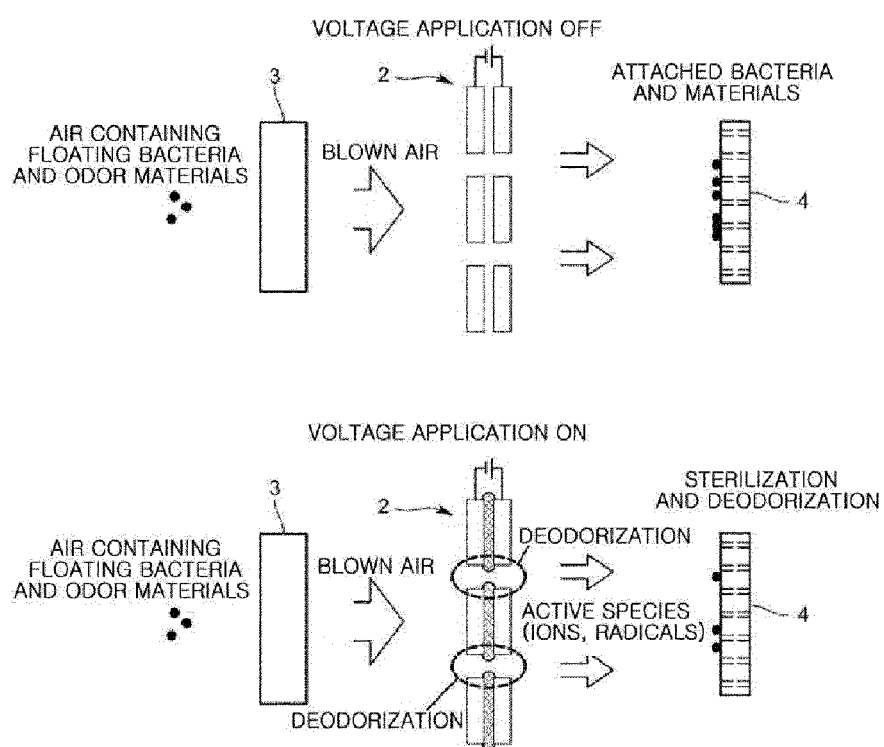 VOLTAGE APPLICATION OFF
3
2
ATTACHED BACTERIA
AND MATERIALS
AIR CONTAINING
FLOATING BACTERIA
AND ODOR MATERIALS
BLOWN AIR
4
VOLTAGE APPLICATION ON
3
2
STERILIZATION
AND DEODORIZATION
DEODORIZATION
AIR CONTAINING
FLOATING BACTERIA
AND ODOR MATERIALS
BLOWN AIR
ACTIVE SPECIES
(IONS, RADICALS)
4
DEODORIZATION